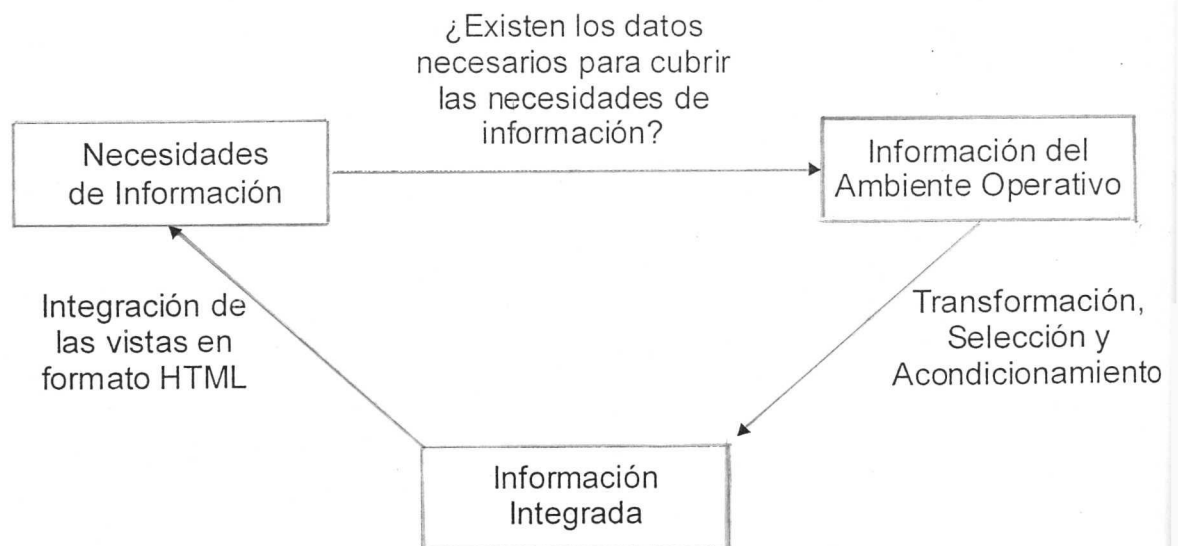 ¿Existen los datos
necesarios para cubrir
las necesidades de
información?
Necesidades
de Información
Información del
Ambiente Operativo
Integración de
las vistas en
formato HTML
Transformación,
Selección y
Acondicionamiento
Información
Integrada